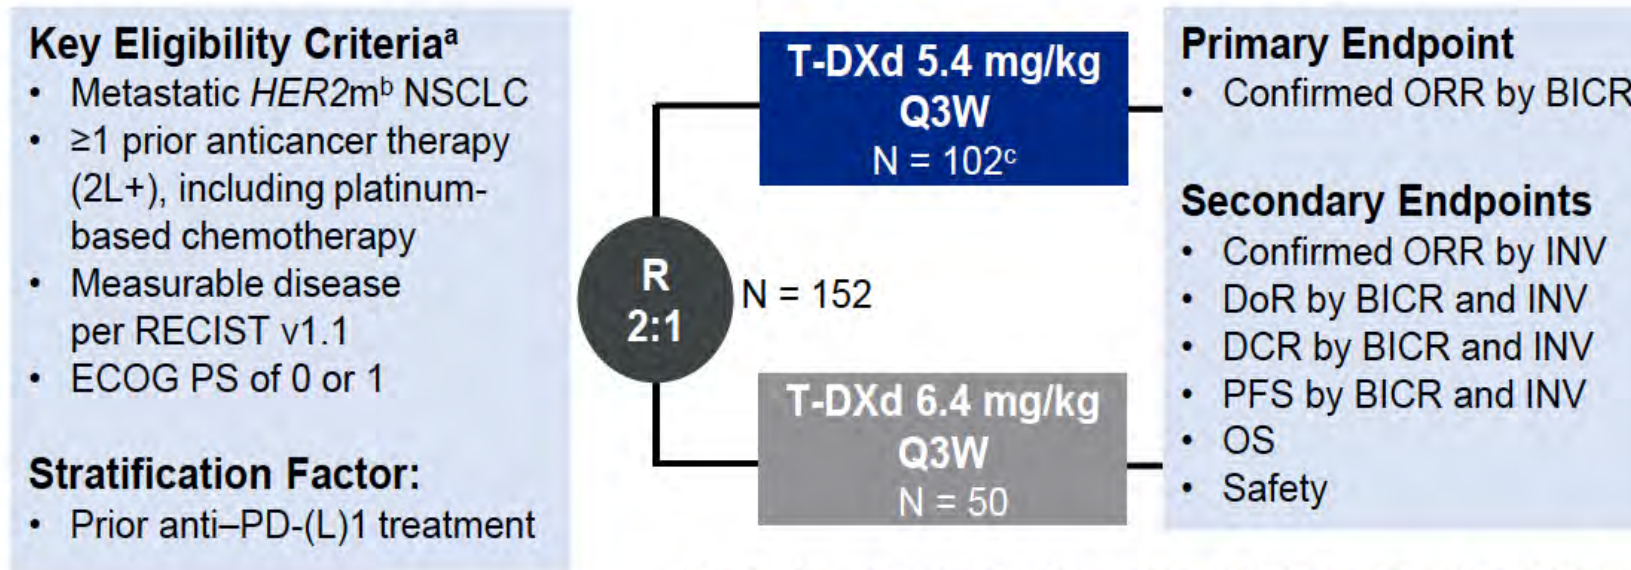 Key Eligibility Criteriaᵃ
• Metastatic HER2mᵇ NSCLC
• ≥1 prior anticancer therapy
(2L+), including platinum-
based chemotherapy
• Measurable disease
per RECIST v1.1
• ECOG PS of 0 or 1
Stratification Factor:
• Prior anti–PD-(L)1 treatment
R
2:1
N = 152
T-DXd 5.4 mg/kg
Q3W
N = 102ᶜ
T-DXd 6.4 mg/kg
Q3W
N = 50
Primary Endpoint
• Confirmed ORR by BICR
Secondary Endpoints
• Confirmed ORR by INV
• DoR by BICR and INV
• DCR by BICR and INV
• PFS by BICR and INV
• OS
• Safety